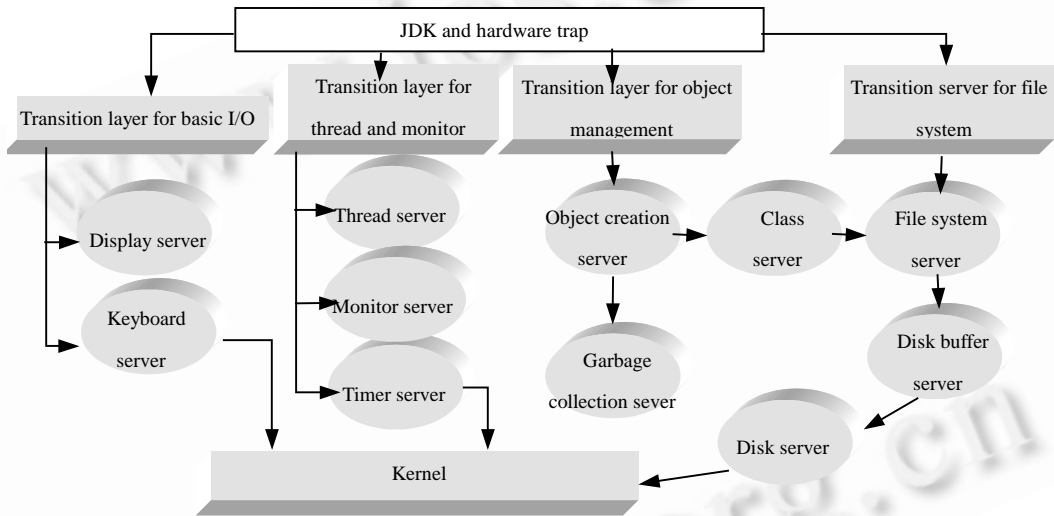 JDK and hardware trap
Transition layer for basic I/O
Transition layer for
thread and monitor
Transition layer for object
management
Transition server for file
system
Display server
Keyboard
server
Thread server
Monitor server
Timer server
Object creation
server
Class
server
File system
server
Garbage
collection sever
Disk buffer
server
Disk server
Kernel